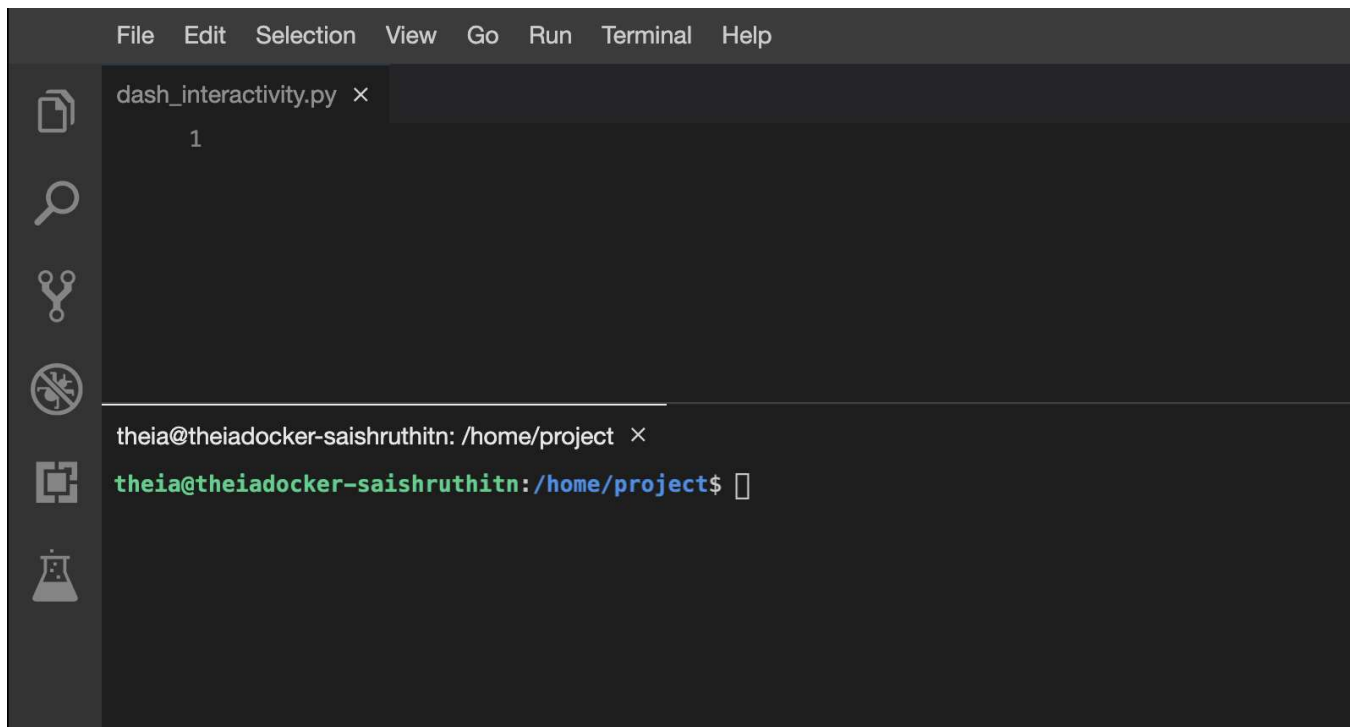 File Edit Selection View Go Run Terminal Help
dash_interactivity.py ×
1
theia@theiadocker-saishruthitn: /home/project ×
theia@theiadocker-saishruthitn:/home/project$